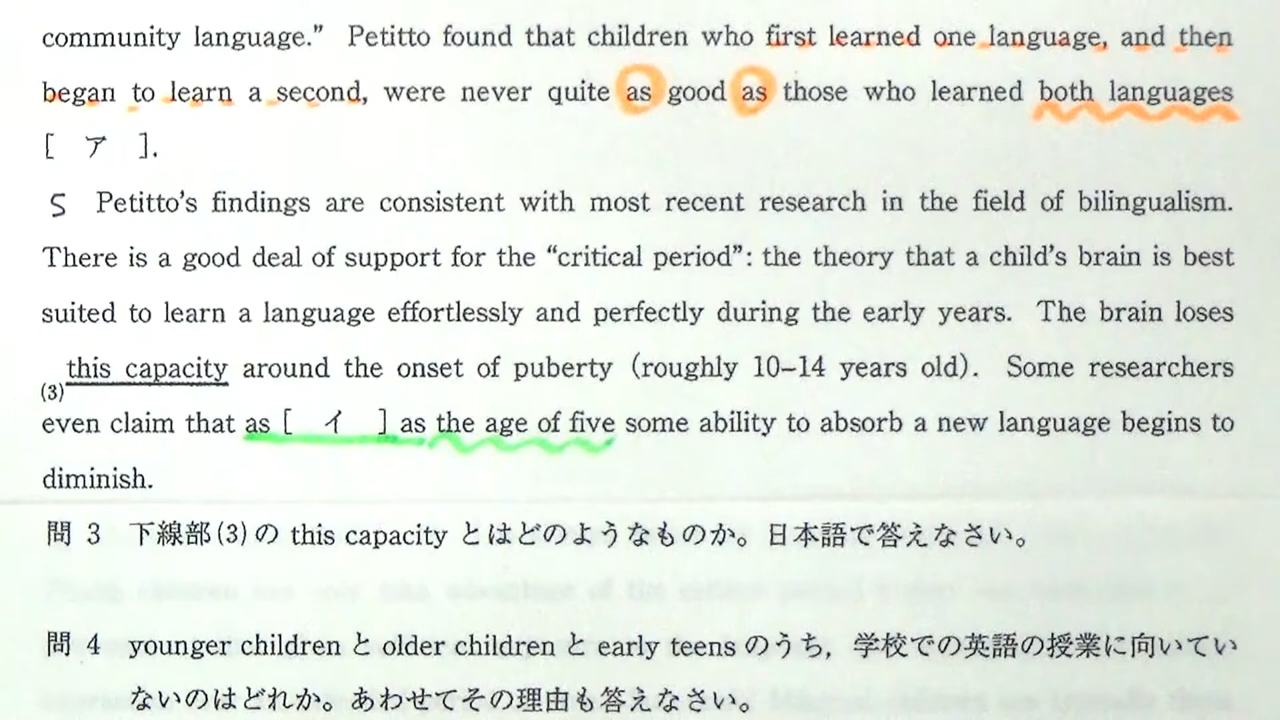 community language.” Petitto found that children who first learned one language, and then
began to learn a second, were never quite as good as those who learned both languages
[ ア ].
5 Petitto’s findings are consistent with most recent research in the field of bilingualism.
There is a good deal of support for the “critical period”: the theory that a child’s brain is best
suited to learn a language effortlessly and perfectly during the early years. The brain loses
(3)this capacity around the onset of puberty (roughly 10–14 years old). Some researchers
even claim that as [ イ ] as the age of five some ability to absorb a new language begins to
diminish.
問 3 下線部(3)の this capacity とはどのようなものか。日本語で答えなさい。
問 4 younger children と older children と early teens のうち，学校での英語の授業に向いてい
ないのはどれか。あわせてその理由も答えなさい。